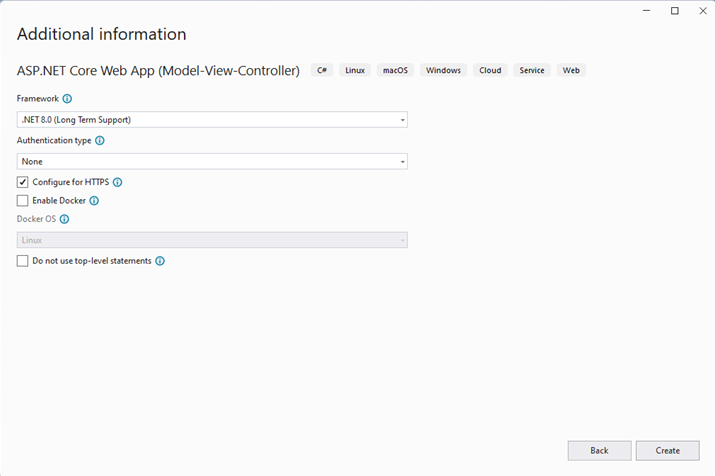 Additional information
ASP.NET Core Web App (Model-View-Controller) C# Linux macOS Windows Cloud Service Web
Framework
.NET 8.0 (Long Term Support)
Authentication type
None
Configure for HTTPS
Enable Docker
Docker OS
Linux
Do not use top-level statements
Back Create